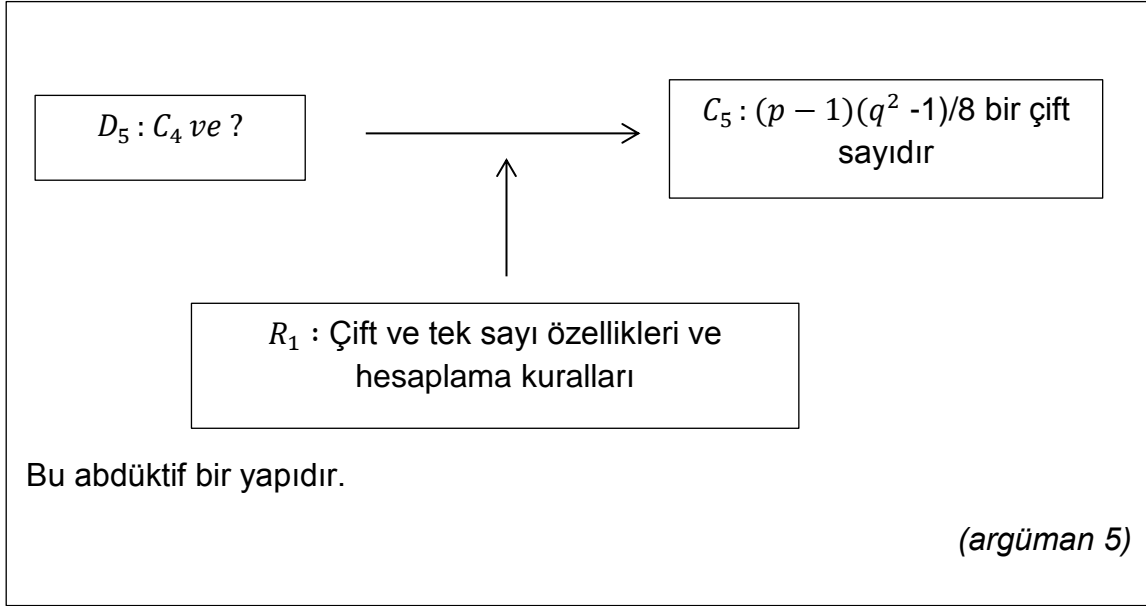 D₅ : C₄ ve ?
C₅ : (p − 1)(q² -1)/8 bir çift
sayıdır
R₁ : Çift ve tek sayı özellikleri ve
hesaplama kuralları
Bu abdüktif bir yapıdır.
(argüman 5)